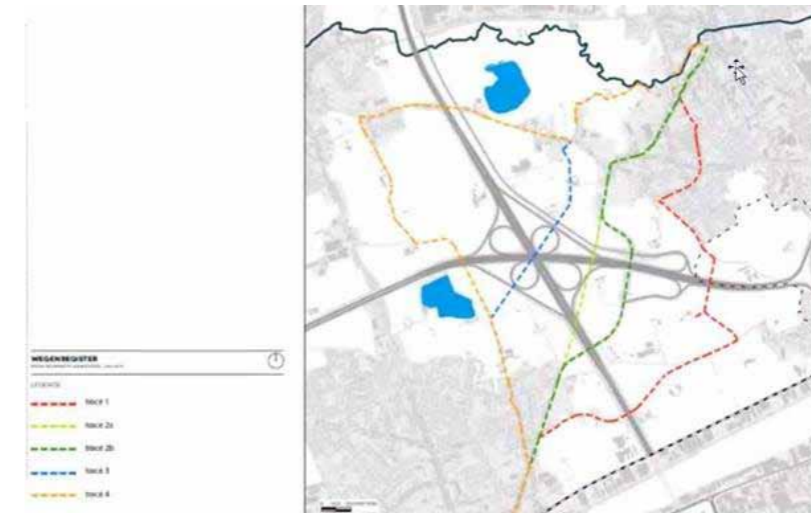 WEGENREGISTER
LEGENDE
tracé 1
tracé 2a
tracé 2b
tracé 3
tracé 4